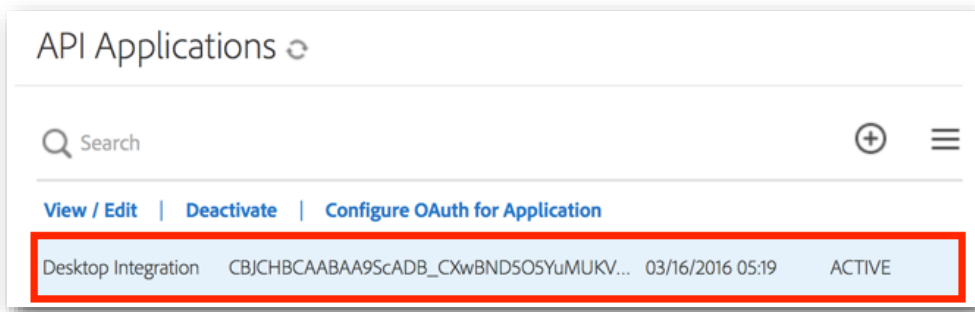 API Applications
Search
View / Edit | Deactivate | Configure OAuth for Application
Desktop Integration CBJCHBCAABAA9ScADB_CXwBND5O5YuMUKV... 03/16/2016 05:19 ACTIVE